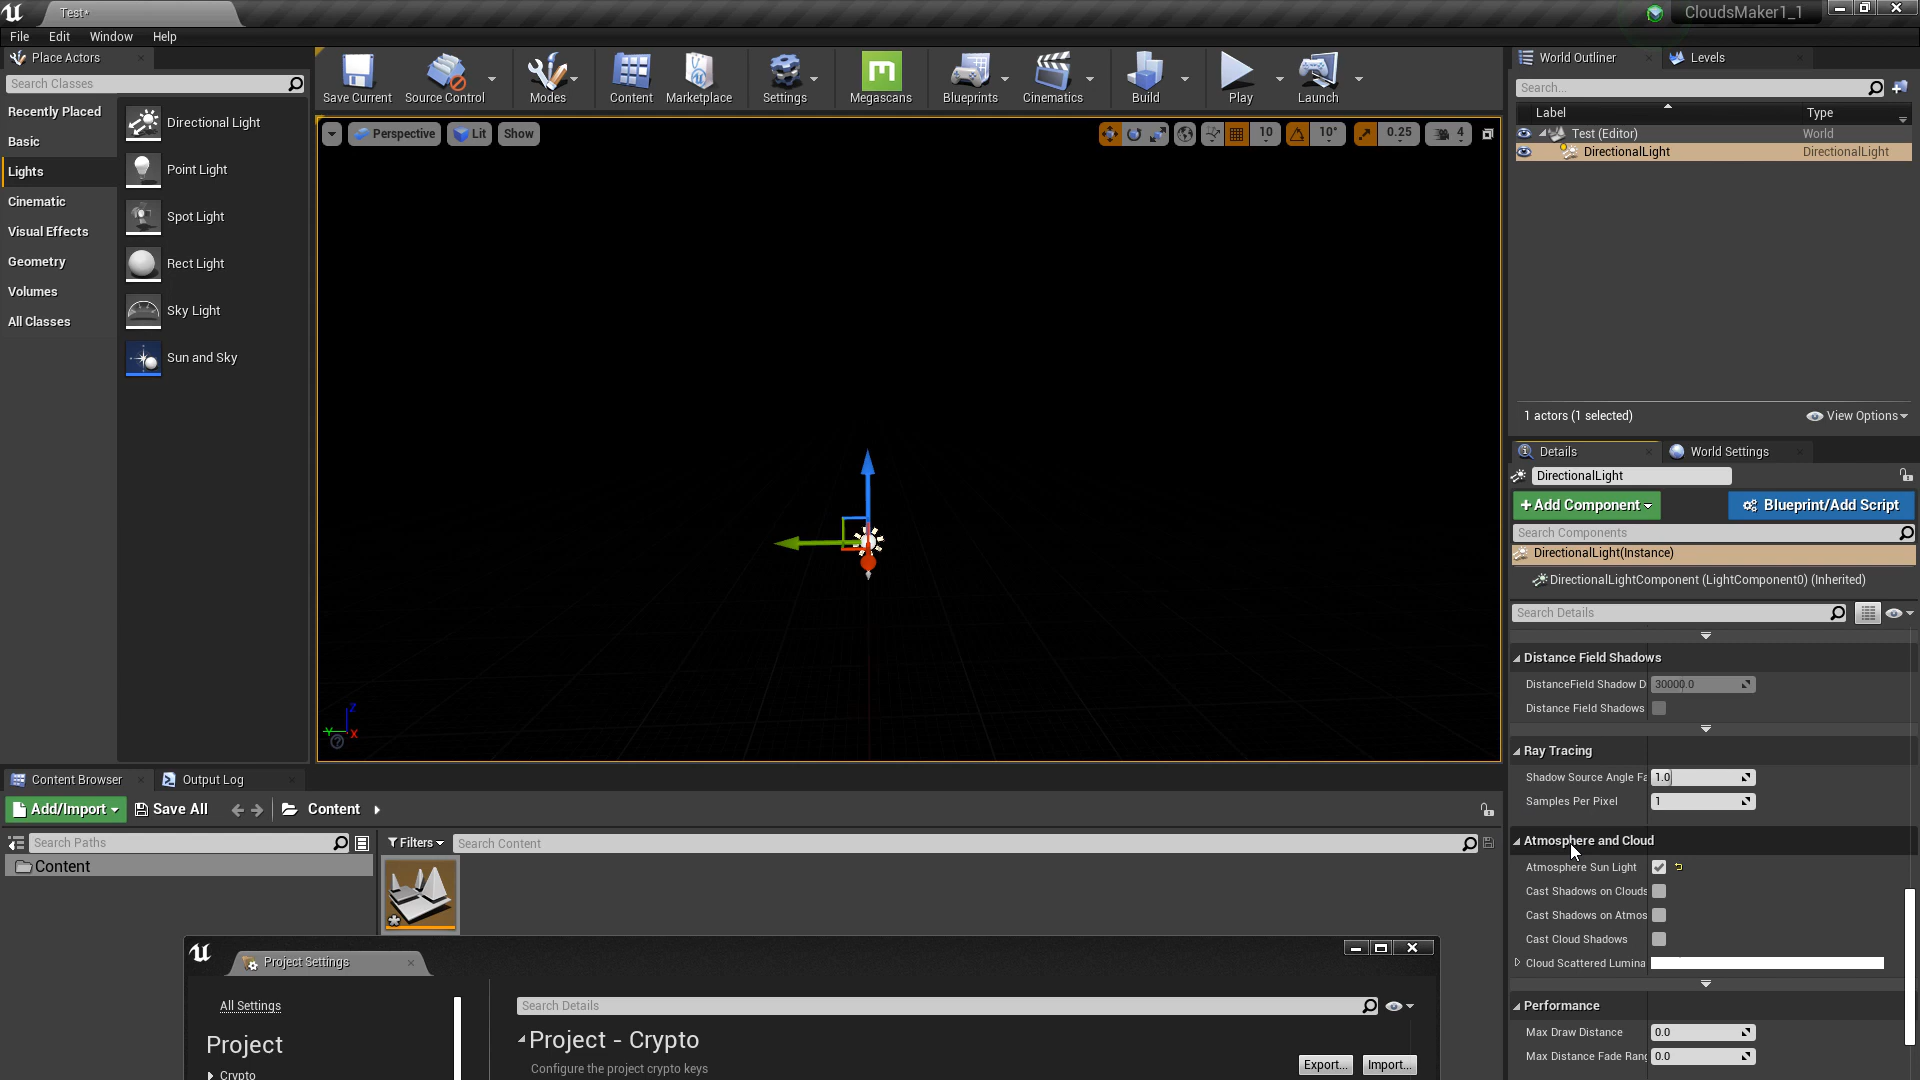 Test*
CloudsMaker1_1
File
Edit
Window
Help
Place Actors
Search Classes
Recently Placed
Basic
Lights
Cinematic
Visual Effects
Geometry
Volumes
All Classes
Directional Light
Point Light
Spot Light
Rect Light
Sky Light
Sun and Sky
Save Current
Source Control
Modes
Content
Marketplace
Settings
Megascans
Blueprints
Cinematics
Build
Play
Launch
Perspective
Lit
Show
10
10°
0.25
4
Z
Y
X
World Outliner
Levels
Search...
Label
Type
Test (Editor)
World
DirectionalLight
DirectionalLight
1 actors (1 selected)
View Options
Details
World Settings
DirectionalLight
+Add Component
Blueprint/Add Script
Search Components
DirectionalLight(Instance)
DirectionalLightComponent (LightComponent0) (Inherited)
Search Details
Distance Field Shadows
DistanceField Shadow D
30000.0
Distance Field Shadows
Ray Tracing
Shadow Source Angle Fa
1.0
Samples Per Pixel
1
Atmosphere and Cloud
Atmosphere Sun Light
Cast Shadows on Clouds
Cast Shadows on Atmos
Cast Cloud Shadows
Cloud Scattered Lumina
Performance
Max Draw Distance
0.0
Max Distance Fade Rang
0.0
Content Browser
Output Log
Add/Import
Save All
Content
Search Paths
Content
Filters
Search Content
Project Settings
All Settings
Project
Crypto
Search Details
Project - Crypto
Configure the project crypto keys
Export...
Import...